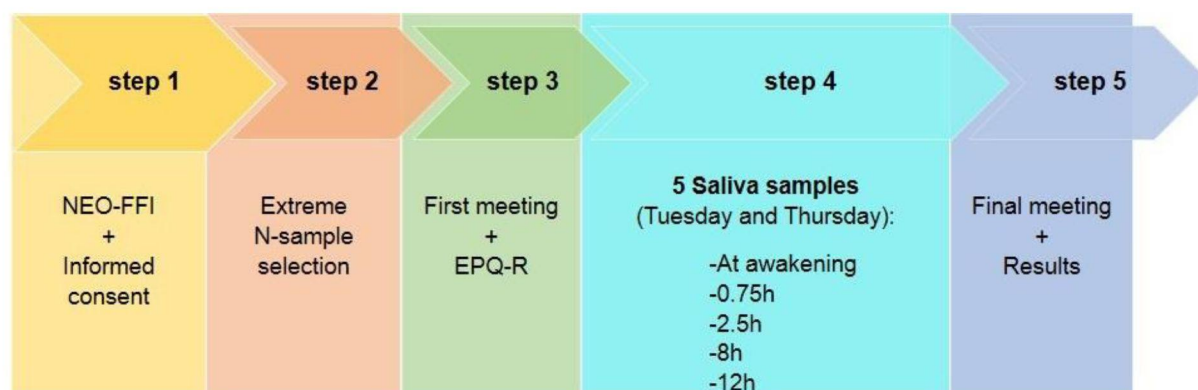 step 1
step 2
step 3
step 4
step 5
NEO-FFI
+
Informed
consent
Extreme
N-sample
selection
First meeting
+
EPQ-R
5 Saliva samples
(Tuesday and Thursday):
-At awakening
-0.75h
-2.5h
-8h
-12h
Final meeting
+
Results